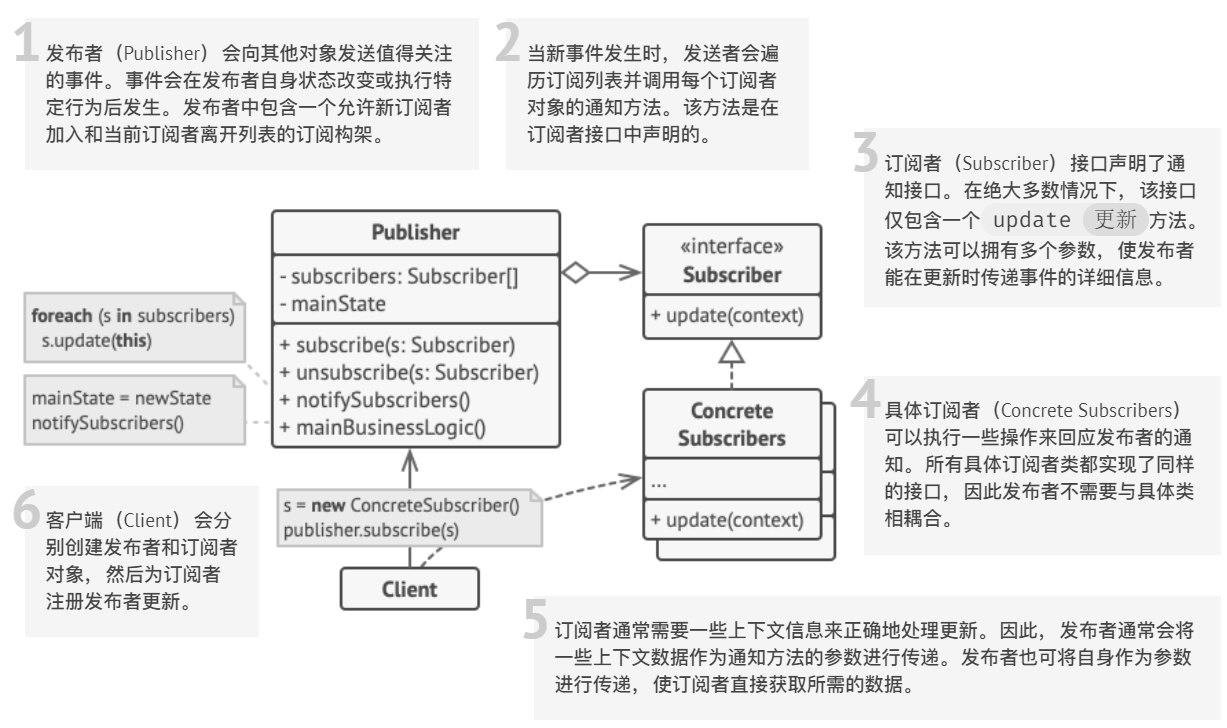 1
发布者（Publisher）会向其他对象发送值得关注
的事件。事件会在发布者自身状态改变或执行特
定行为后发生。发布者中包含一个允许新订阅者
加入和当前订阅者离开列表的订阅构架。
2
当新事件发生时，发送者会遍
历订阅列表并调用每个订阅者
对象的通知方法。该方法是在
订阅者接口中声明的。
3
订阅者（Subscriber）接口声明了通
知接口。在绝大多数情况下，该接口
仅包含一个 update 更新 方法。
该方法可以拥有多个参数，使发布者
能在更新时传递事件的详细信息。
Publisher
- subscribers: Subscriber[]
- mainState
+ subscribe(s: Subscriber)
+ unsubscribe(s: Subscriber)
+ notifySubscribers()
+ mainBusinessLogic()
«interface»
Subscriber
+ update(context)
foreach (s in subscribers)
s.update(this)
mainState = newState
notifySubscribers()
Concrete
Subscribers
...
+ update(context)
4
具体订阅者（Concrete Subscribers）
可以执行一些操作来回应发布者的通
知。所有具体订阅者类都实现了同样
的接口，因此发布者不需要与具体类
相耦合。
s = new ConcreteSubscriber()
publisher.subscribe(s)
Client
6
客户端（Client）会分
别创建发布者和订阅者
对象，然后为订阅者
注册发布者更新。
5
订阅者通常需要一些上下文信息来正确地处理更新。因此，发布者通常会将
一些上下文数据作为通知方法的参数进行传递。发布者也可将自身作为参数
进行传递，使订阅者直接获取所需的数据。